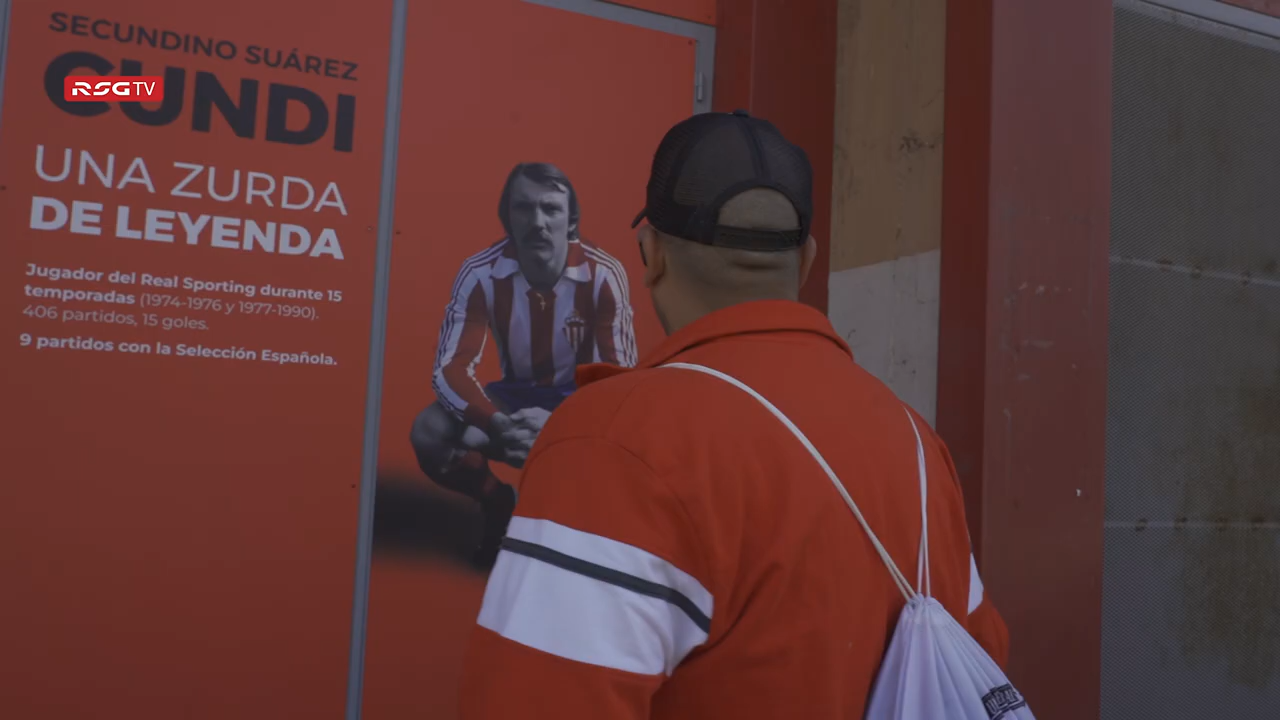 SECUNDINO SUÁREZ
CUNDI
RSGTV
UNA ZURDA
DE LEYENDA
Jugador del Real Sporting durante 15
temporadas (1974-1976 y 1977-1990).
406 partidos, 15 goles.
9 partidos con la Selección Española.